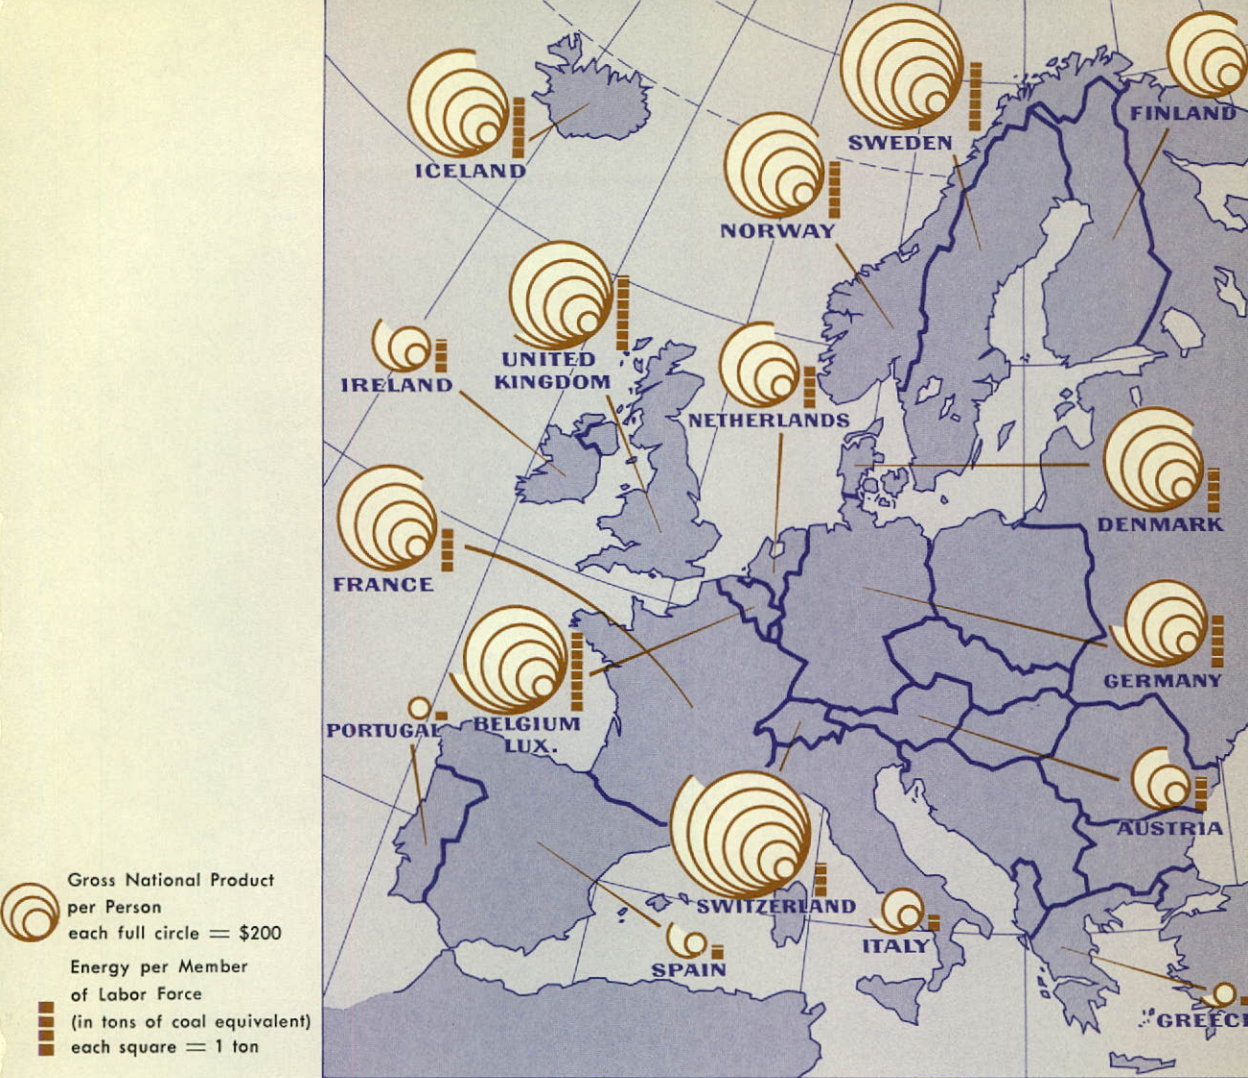 ICELAND
SWEDEN
FINLAND
NORWAY
UNITED
KINGDOM
IRELAND
NETHERLANDS
DENMARK
FRANCE
GERMANY
BELGIUM
LUX.
PORTUGAL
AUSTRIA
SWITZERLAND
ITALY
SPAIN
GREEC
Gross National Product
per Person
each full circle = $200
Energy per Member
of Labor Force
(in tons of coal equivalent)
each square = 1 ton